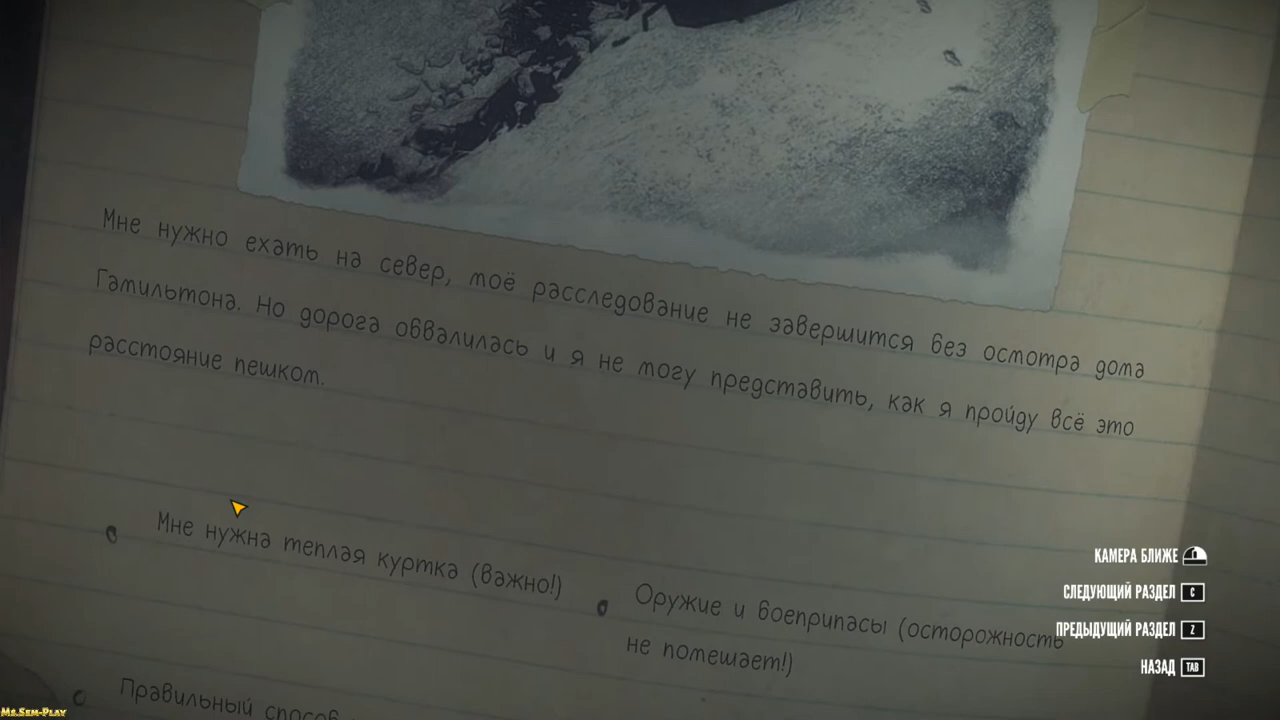 Мне нужно ехать на север, моё расследование не завершится без осмотра дома
Гамильтона. Но дорога обвалилась и я не могу представить, как я пройду всё это
расстояние пешком.
Мне нужна теплая куртка (важно!)
Оружие и боеприпасы (осторожность
не помешает!)
Правильный способ
КАМЕРА БЛИЖЕ
СЛЕДУЮЩИЙ РАЗДЕЛ C
ПРЕДЫДУЩИЙ РАЗДЕЛ Z
НАЗАД TAB
Ms.Sem-Play